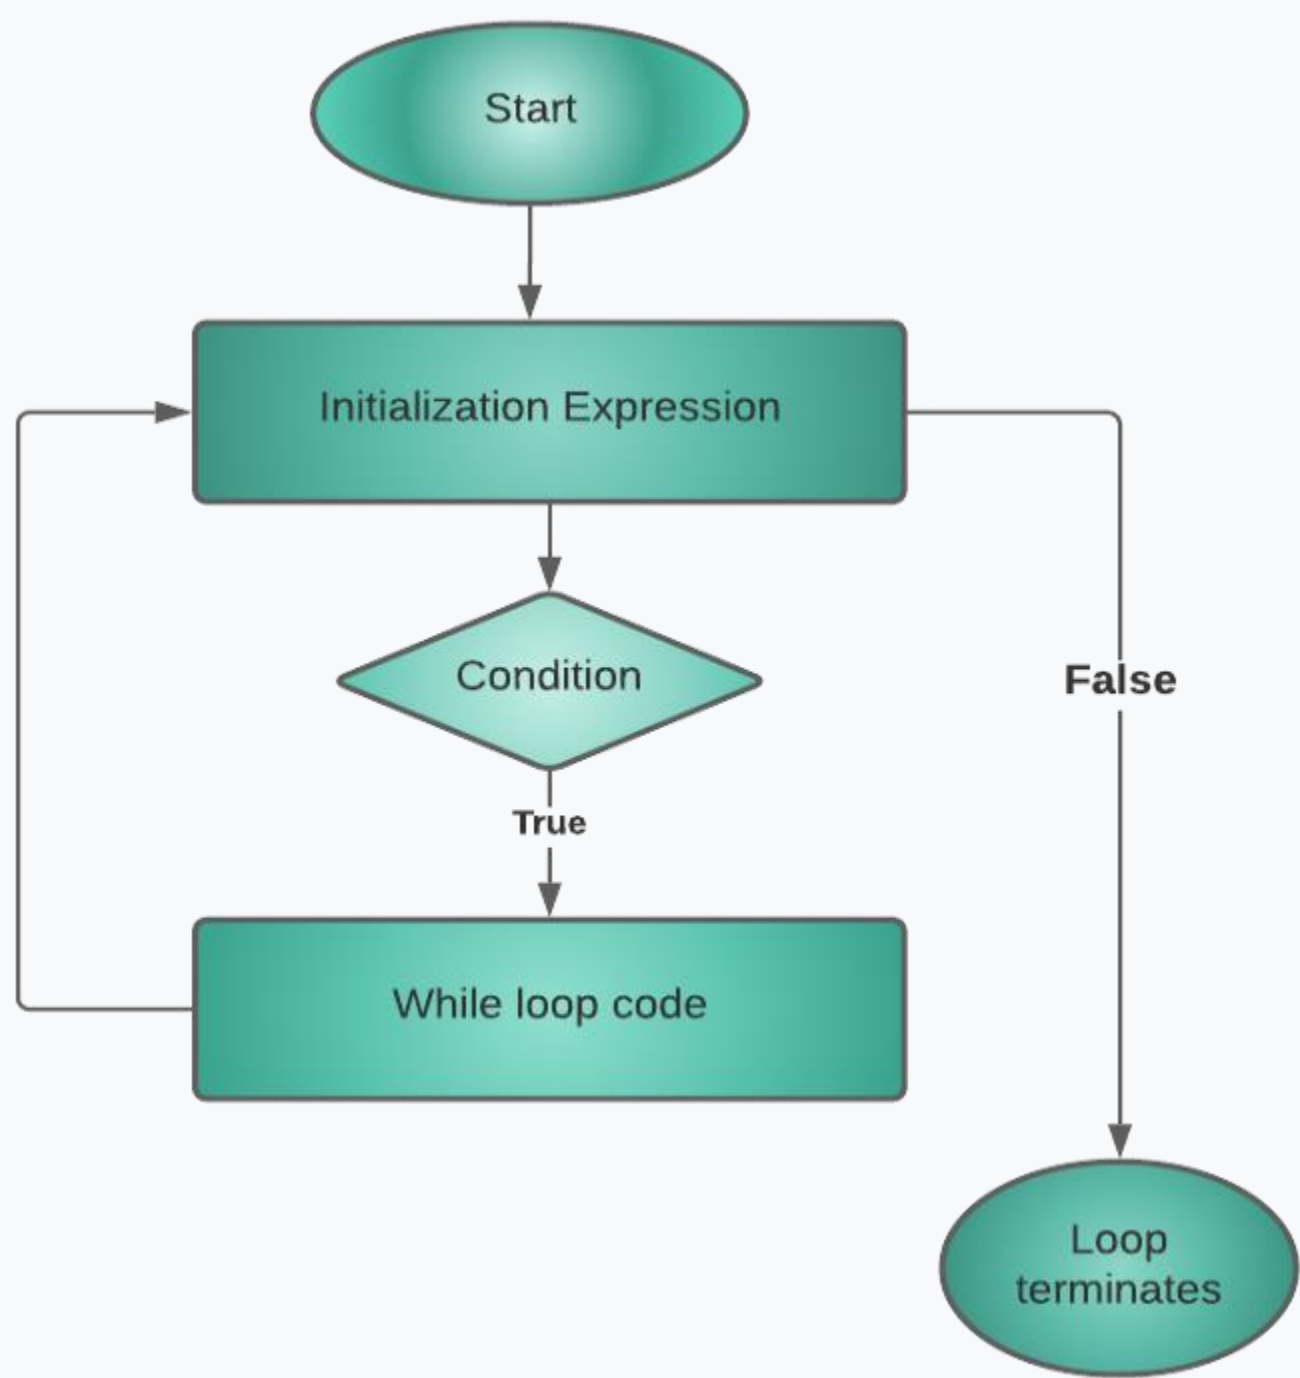 Start
Initialization Expression
Condition
True
False
While loop code
Loop
terminates